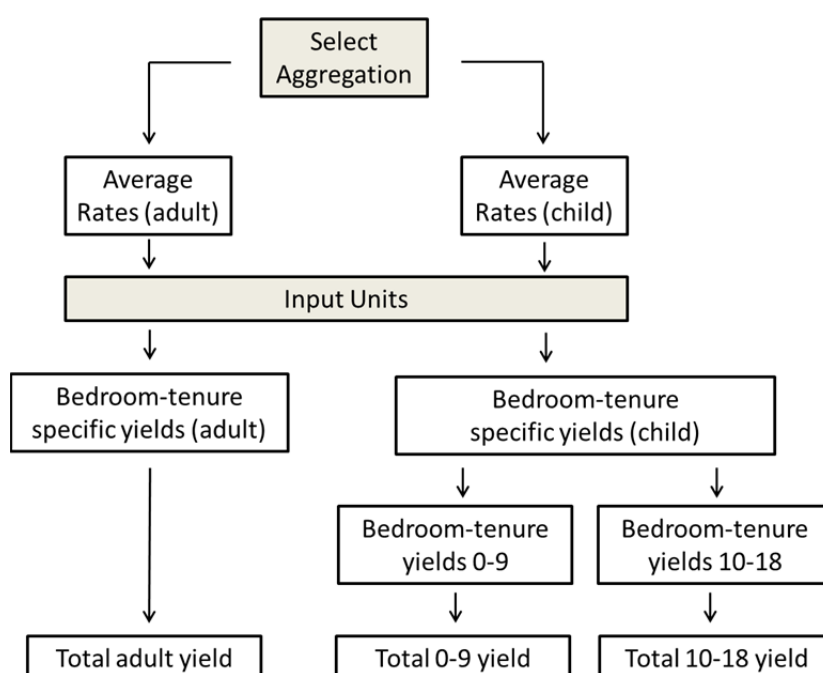 Select
Aggregation
Average
Rates (adult)
Average
Rates (child)
Input Units
Bedroom-tenure
specific yields (adult)
Bedroom-tenure
specific yields (child)
Bedroom-tenure
yields 0-9
Bedroom-tenure
yields 10-18
Total adult yield
Total 0-9 yield
Total 10-18 yield